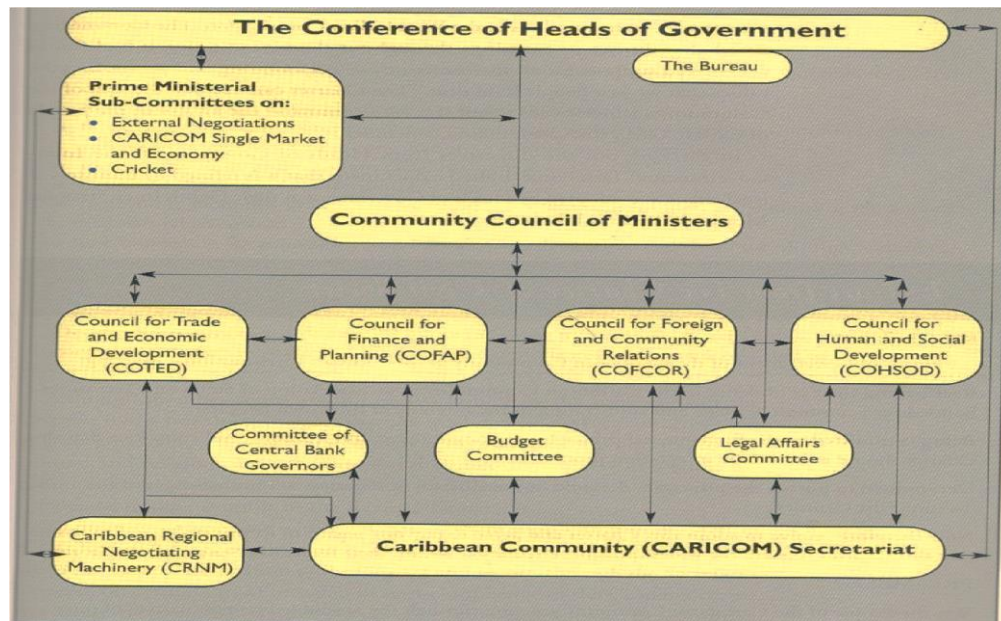 The Conference of Heads of Government
The Bureau
Prime Ministerial
Sub-Committees on:
• External Negotiations
• CARICOM Single Market
and Economy
• Cricket
Community Council of Ministers
Council for Trade
and Economic
Development
(COTED)
Council for
Finance and
Planning (COFAP)
Council for Foreign
and Community
Relations
(COFCOR)
Council for
Human and Social
Development
(COHSOD)
Committee of
Central Bank
Governors
Budget
Committee
Legal Affairs
Committee
Caribbean Regional
Negotiating
Machinery (CRNM)
Caribbean Community (CARICOM) Secretariat